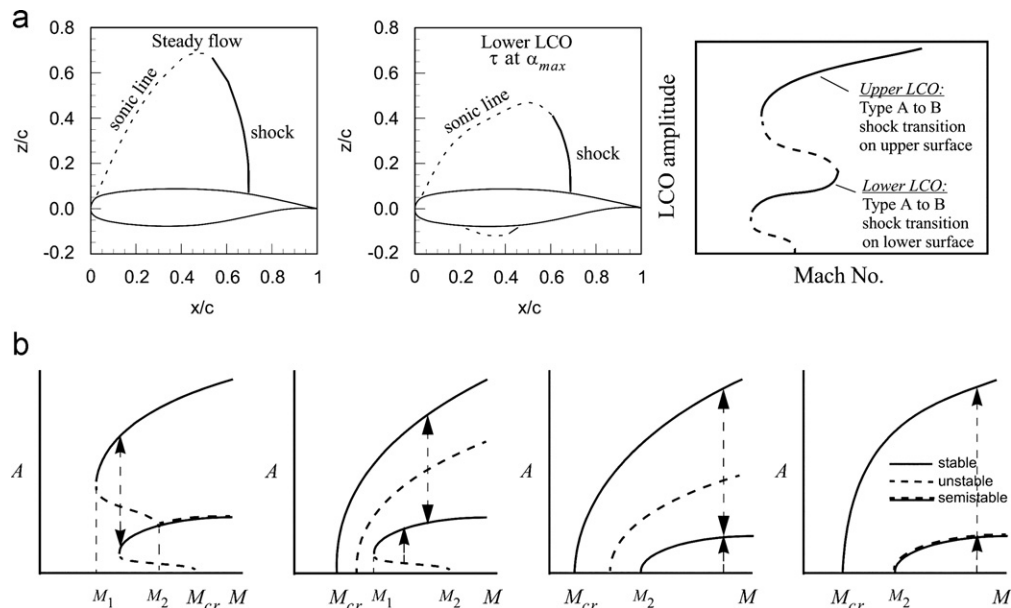 a
Steady flow
sonic line
shock
z/c
0.8
0.6
0.4
0.2
0.0
-0.2
0 0.2 0.4 0.6 0.8 1
x/c
Lower LCO
τ at αmax
sonic line
shock
z/c
0.8
0.6
0.4
0.2
0.0
-0.2
0 0.2 0.4 0.6 0.8 1
x/c
LCO amplitude
Upper LCO:
Type A to B
shock transition
on upper surface
Lower LCO:
Type A to B
shock transition
on lower surface
Mach No.
b
A
M1 M2 Mcr M
A
Mcr M1 M2 M
A
Mcr M2 M
A
stable
unstable
semistable
Mcr M2 M